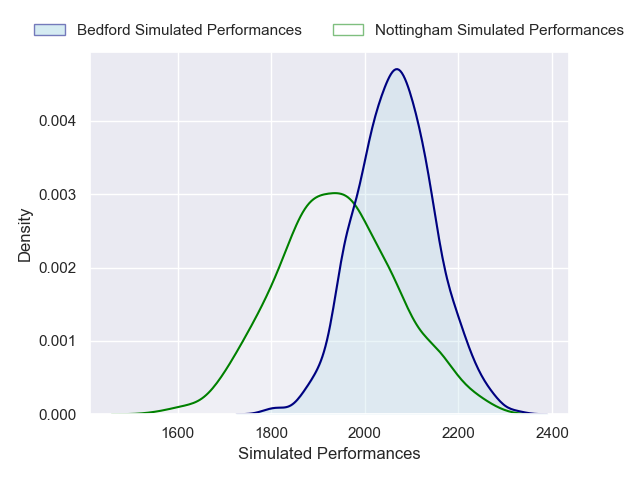 Bedford Simulated Performances Nottingham Simulated Performances
0.004
0.003
0.002
0.001
0.000
Density
1600 1800 2000 2200 2400
Simulated Performances